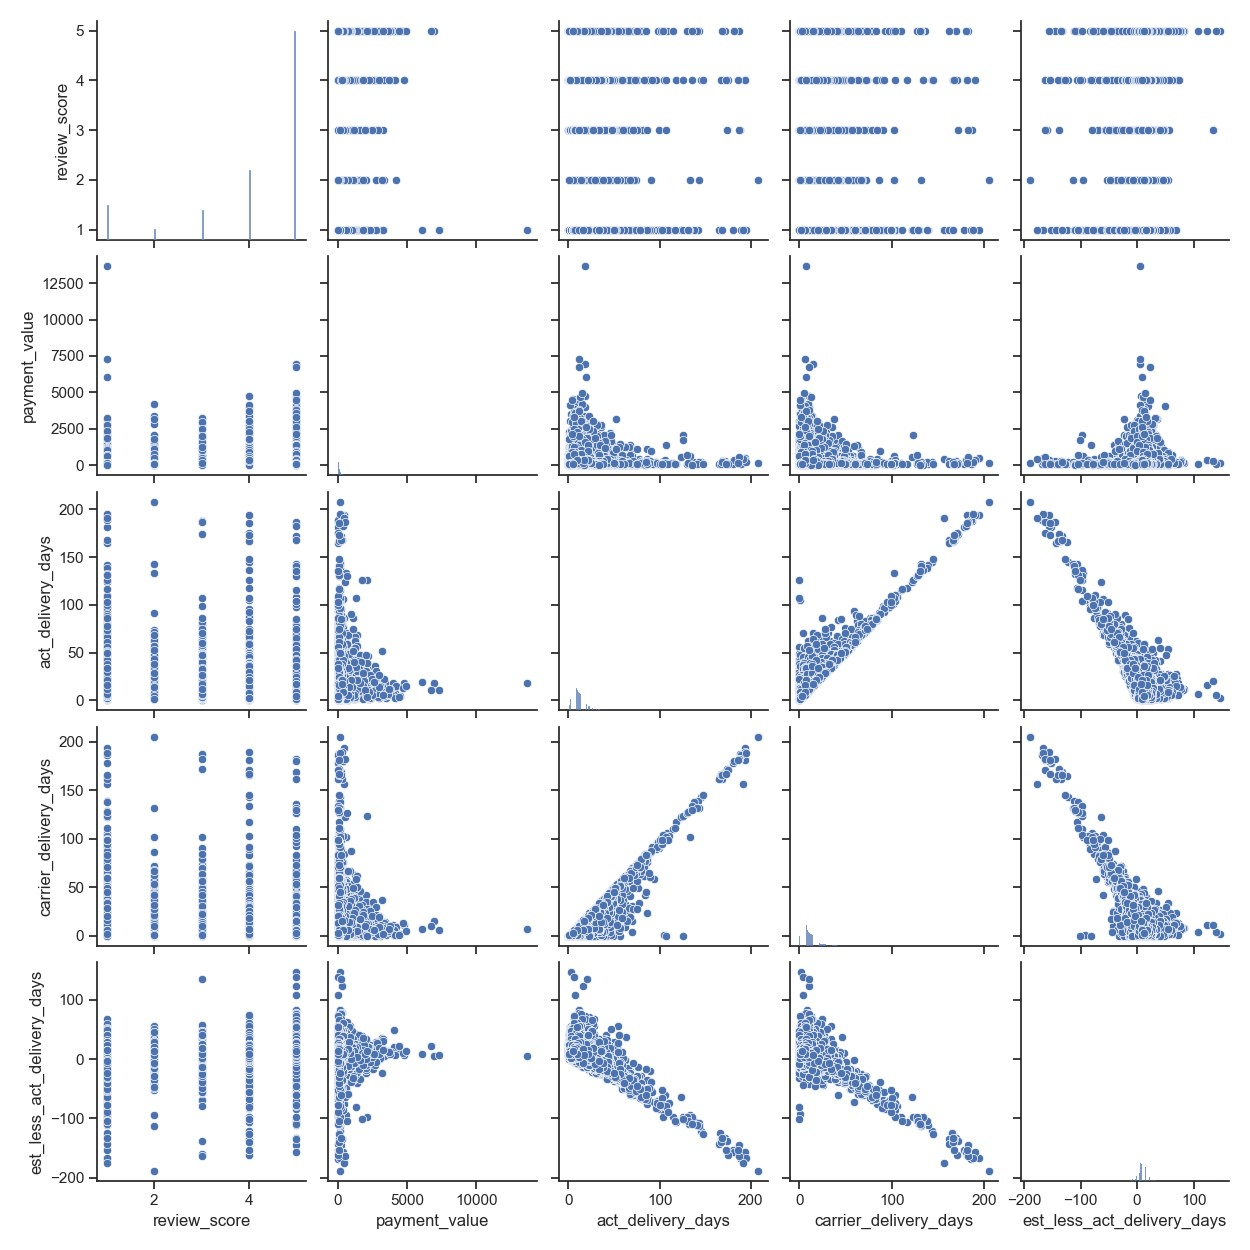 5
4
3
2
1
review_score
12500
10000
7500
5000
2500
0
payment_value
200
150
100
50
0
act_delivery_days
200
150
100
50
0
carrier_delivery_days
100
0
−100
−200
est_less_act_delivery_days
2 4
review_score
0 5000 10000
payment_value
0 100 200
act_delivery_days
0 100 200
carrier_delivery_days
−200 −100 0 100
est_less_act_delivery_days